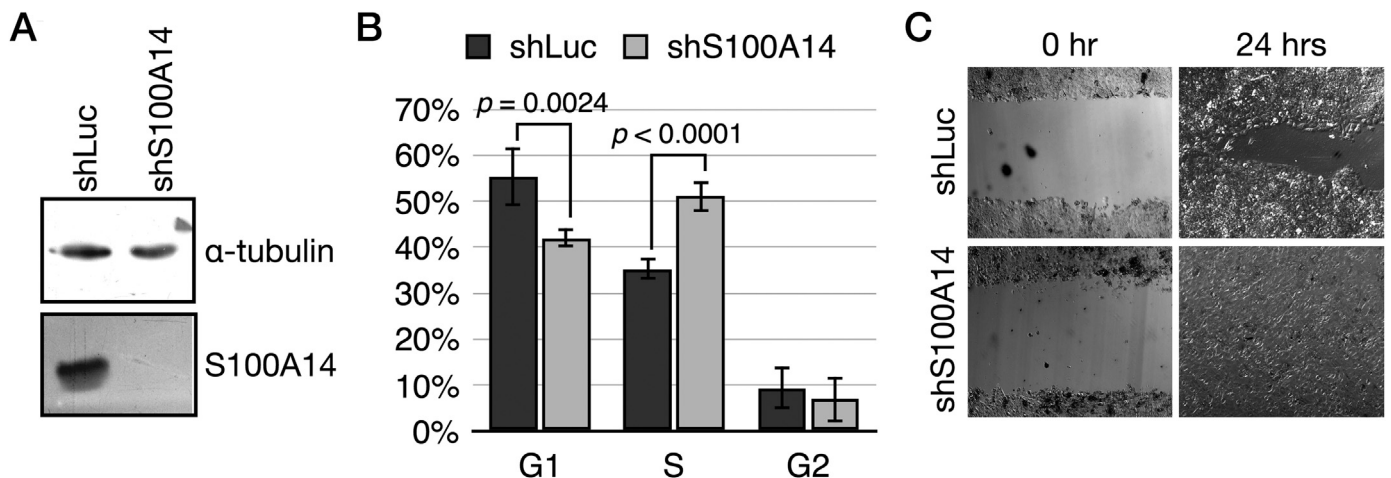 A
shLuc
shS100A14
α-tubulin
S100A14
B
shLuc
shS100A14
70%
60%
50%
40%
30%
20%
10%
0%
p = 0.0024
p < 0.0001
G1
S
G2
C
0 hr
24 hrs
shLuc
shS100A14